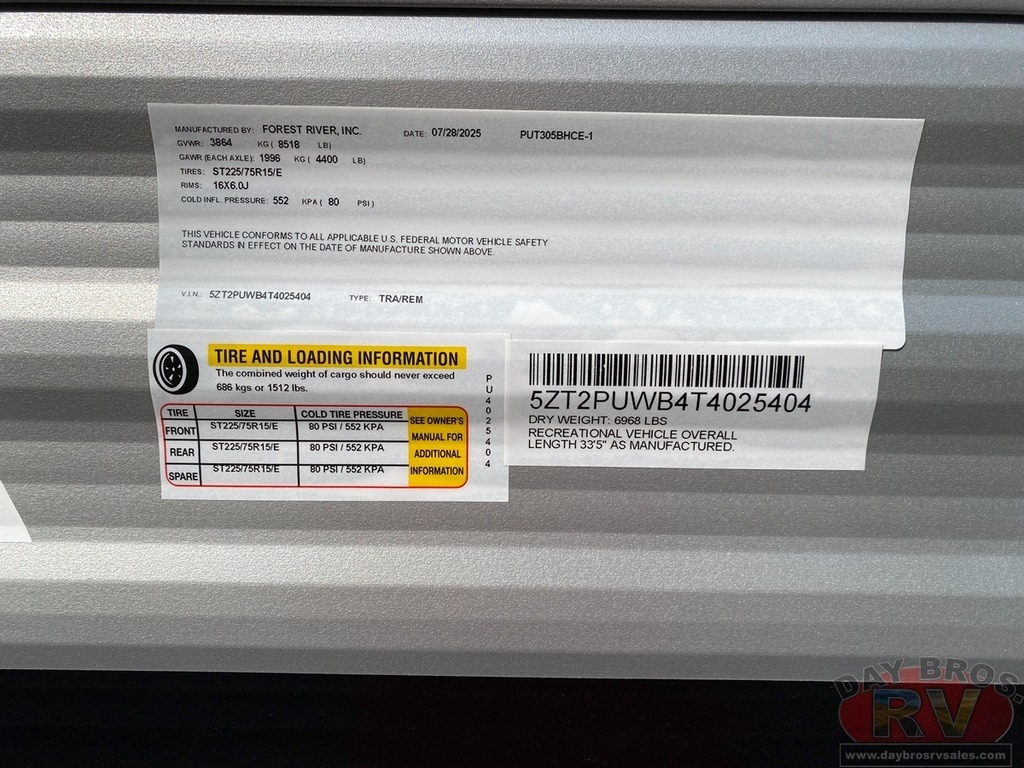 MANUFACTURED BY: FOREST RIVER, INC. DATE: 07/28/2025 PUT305BHCE-1
GVWR: 3864 KG ( 8518 LB)
GAWR (EACH AXLE): 1996 KG ( 4400 LB)
TIRES: ST225/75R15/E
RIMS: 16X6.0J
COLD INFL. PRESSURE: 552 KPA ( 80 PSI )
THIS VEHICLE CONFORMS TO ALL APPLICABLE U.S. FEDERAL MOTOR VEHICLE SAFETY
STANDARDS IN EFFECT ON THE DATE OF MANUFACTURE SHOWN ABOVE.
V.I.N.: 5ZT2PUWB4T4025404 TYPE: TRA/REM
TIRE AND LOADING INFORMATION
The combined weight of cargo should never exceed
686 kgs or 1512 lbs.
TIRE SIZE COLD TIRE PRESSURE
FRONT ST225/75R15/E 80 PSI / 552 KPA
REAR ST225/75R15/E 80 PSI / 552 KPA
SPARE ST225/75R15/E 80 PSI / 552 KPA
SEE OWNER'S
MANUAL FOR
ADDITIONAL
INFORMATION
PU4025404
5ZT2PUWB4T4025404
DRY WEIGHT: 6968 LBS
RECREATIONAL VEHICLE OVERALL
LENGTH 33'5" AS MANUFACTURED.
DAY BROS.
RV
www.daybrosrvsales.com